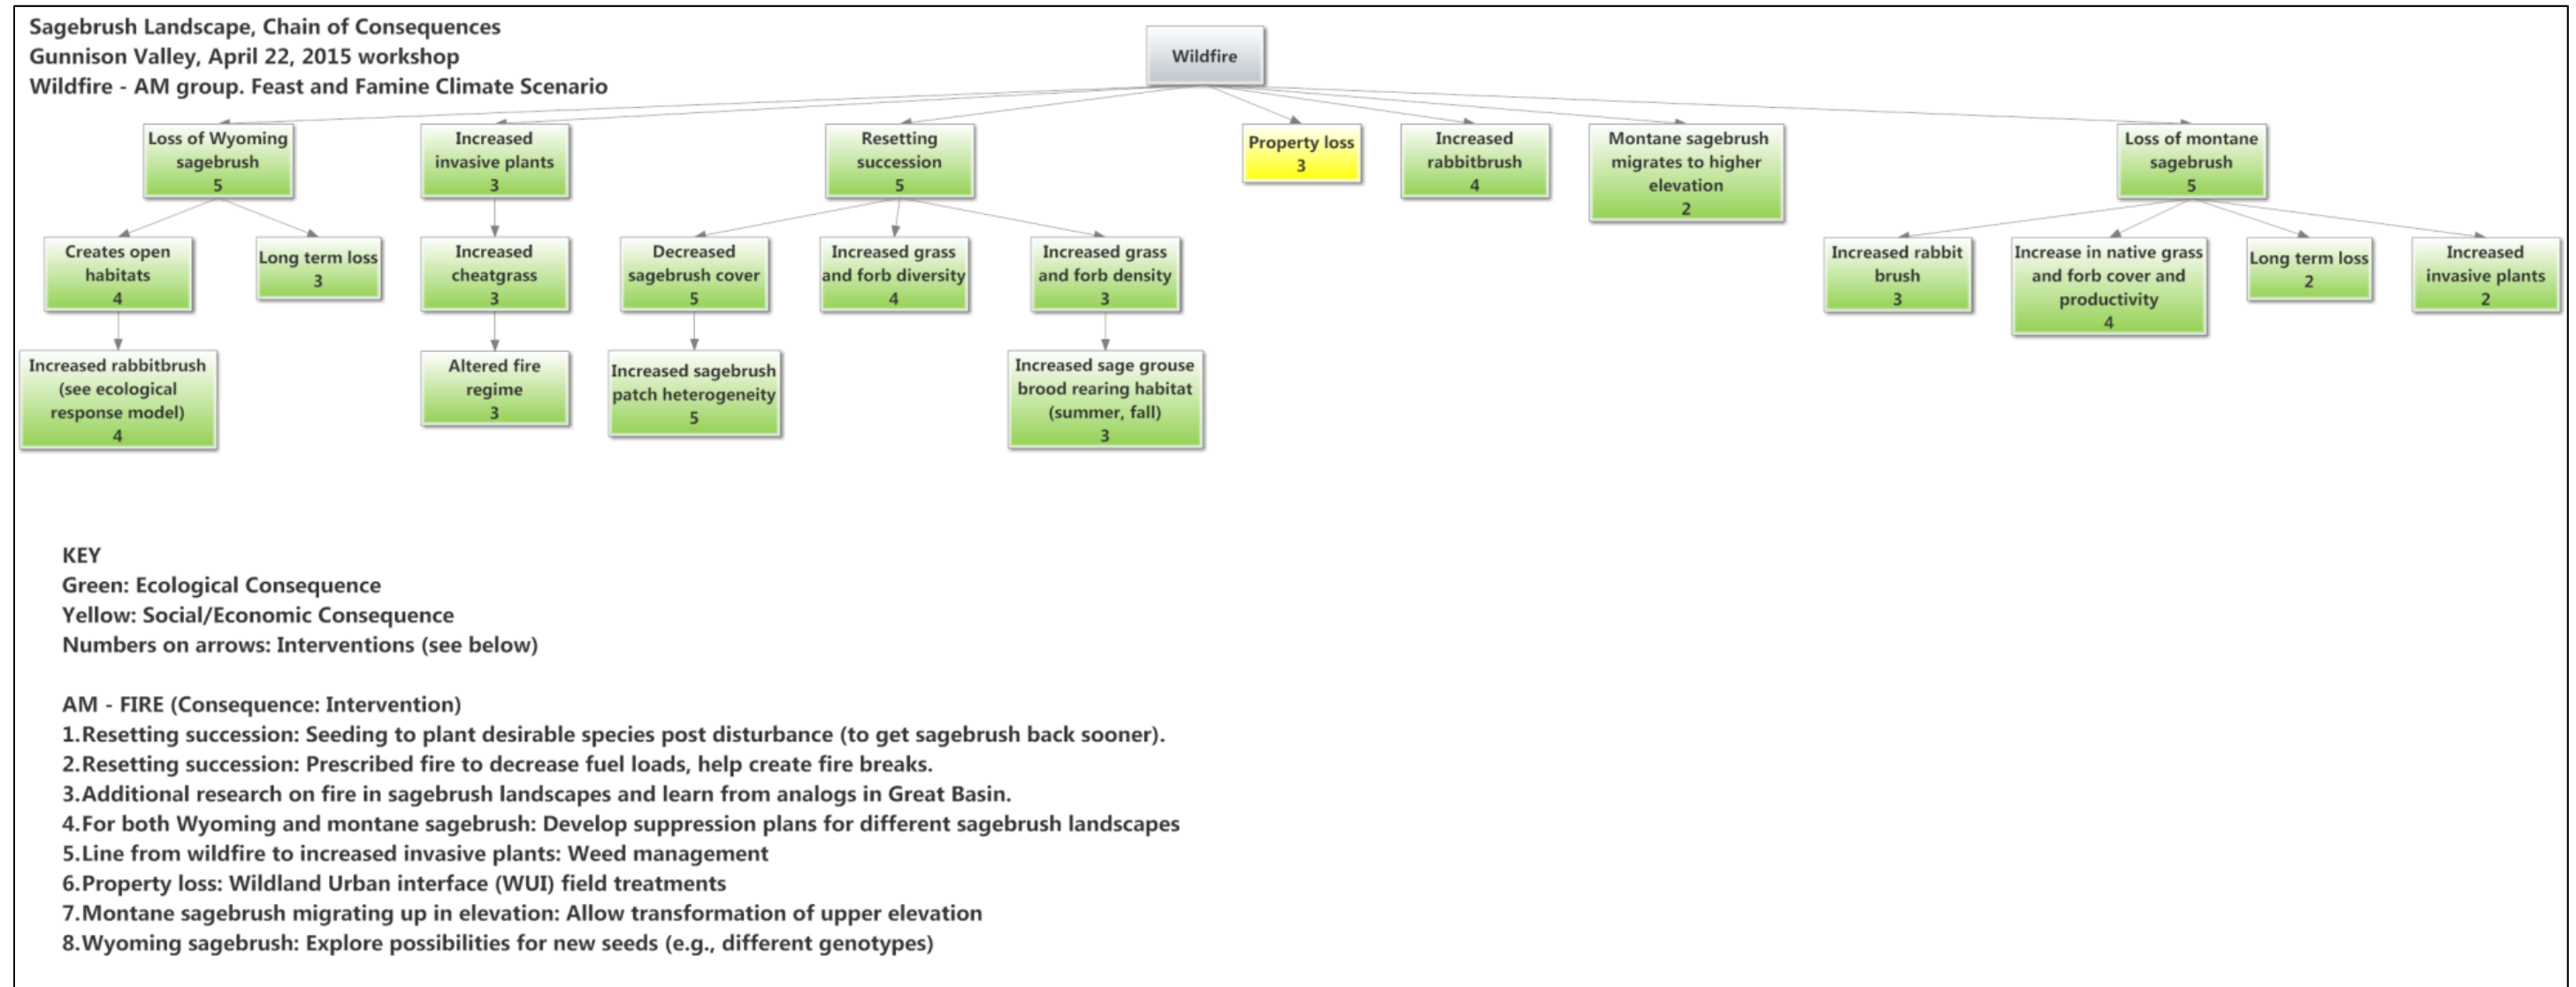 Sagebrush Landscape, Chain of Consequences
Gunnison Valley, April 22, 2015 workshop
Wildfire - AM group. Feast and Famine Climate Scenario
Wildfire
Loss of Wyoming
sagebrush
5
Increased
invasive plants
3
Resetting
succession
5
Property loss
3
Increased
rabbitbrush
4
Montane sagebrush
migrates to higher
elevation
2
Loss of montane
sagebrush
5
Creates open
habitats
4
Long term loss
3
Increased
cheatgrass
3
Decreased
sagebrush cover
5
Increased grass
and forb diversity
4
Increased grass
and forb density
3
Increased rabbit
brush
3
Increase in native grass
and forb cover and
productivity
4
Long term loss
2
Increased
invasive plants
2
Increased rabbitbrush
(see ecological
response model)
4
Altered fire
regime
3
Increased sagebrush
patch heterogeneity
5
Increased sage grouse
brood rearing habitat
(summer, fall)
3
KEY
Green: Ecological Consequence
Yellow: Social/Economic Consequence
Numbers on arrows: Interventions (see below)
AM - FIRE (Consequence: Intervention)
1.Resetting succession: Seeding to plant desirable species post disturbance (to get sagebrush back sooner).
2.Resetting succession: Prescribed fire to decrease fuel loads, help create fire breaks.
3.Additional research on fire in sagebrush landscapes and learn from analogs in Great Basin.
4.For both Wyoming and montane sagebrush: Develop suppression plans for different sagebrush landscapes
5.Line from wildfire to increased invasive plants: Weed management
6.Property loss: Wildland Urban interface (WUI) field treatments
7.Montane sagebrush migrating up in elevation: Allow transformation of upper elevation
8.Wyoming sagebrush: Explore possibilities for new seeds (e.g., different genotypes)